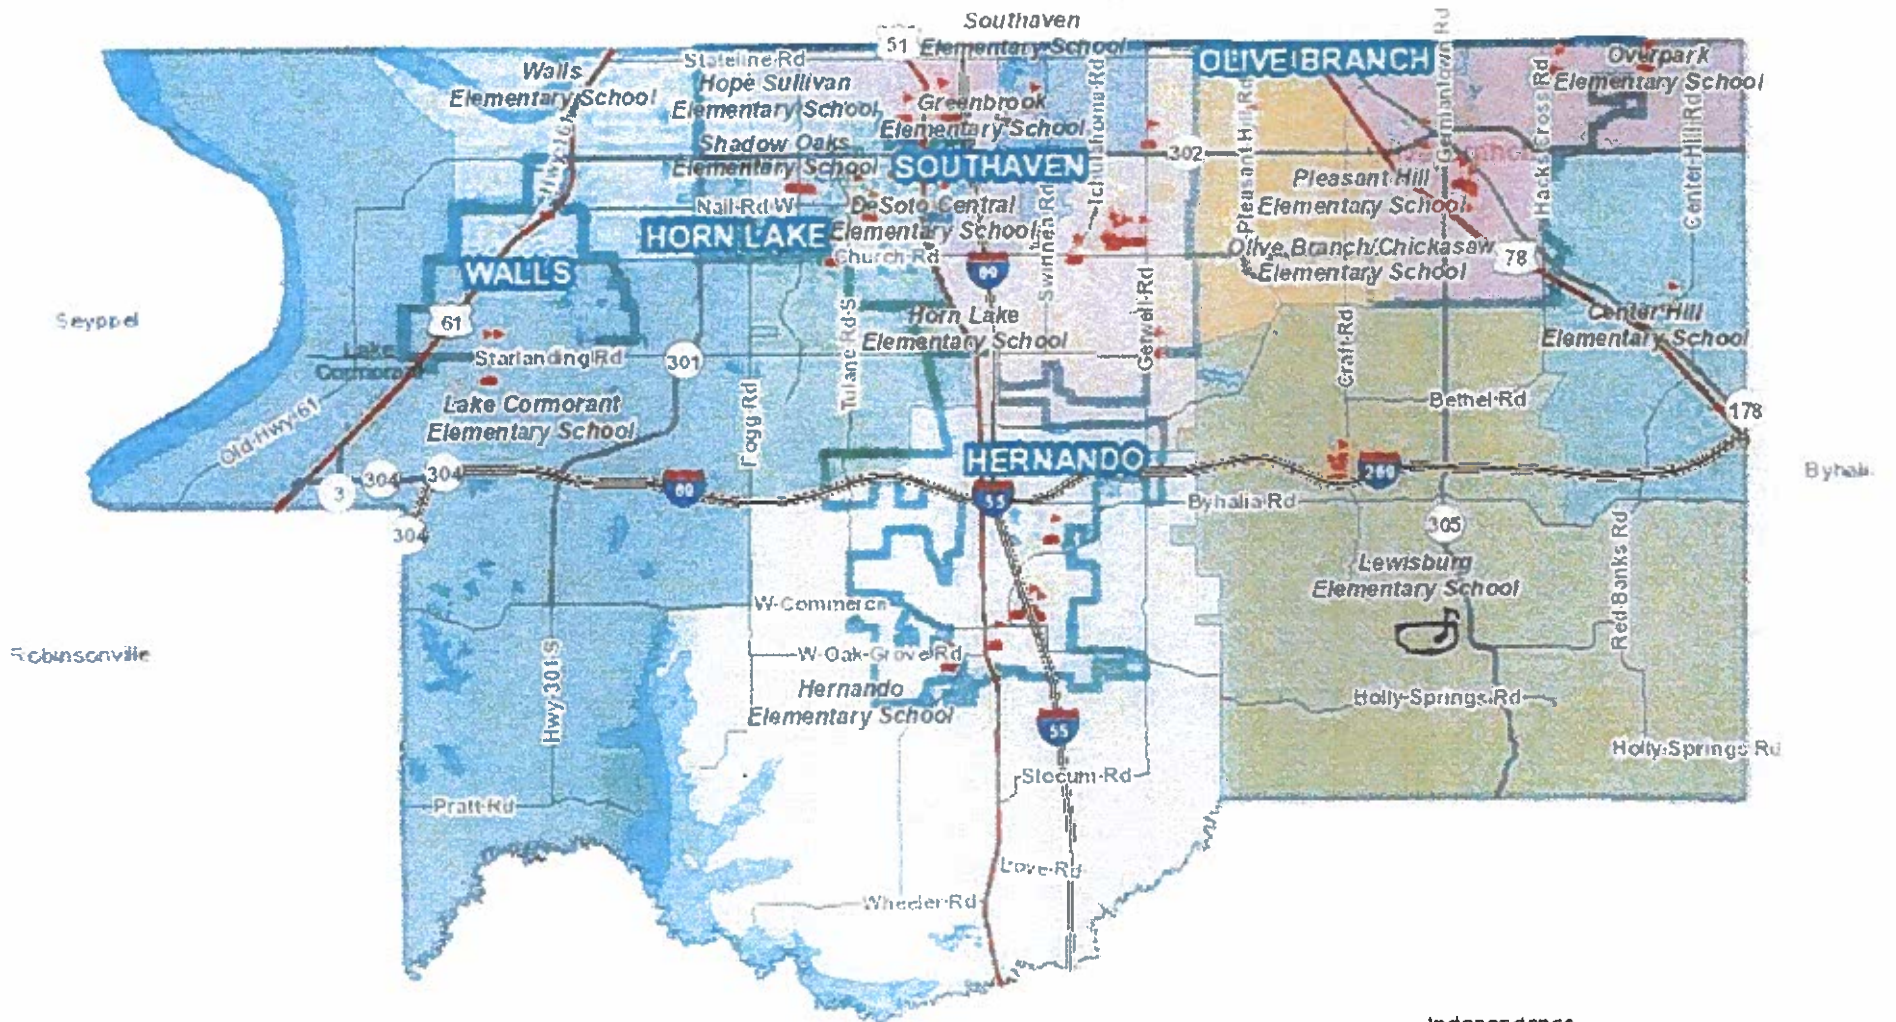 Southaven
Elementary School
51
OLIVE BRANCH
Overpark
Elementary School
Stateline Rd
Walls
Elementary School
Hope Sullivan
Elementary School
Greenbrook
Elementary School
Shadow Oaks
Elementary School
SOUTHAVEN
302
Germantown Rd
Hacks Cross Rd
Center Hill Rd
Pleasant Hill Rd
Pleasant Hill
Elementary School
Nail Rd W
DeSoto Central
Elementary School
Swinnea Rd
Tchulahoma Rd
HORN LAKE
Church Rd
Olive Branch/Chickasaw
Elementary School
78
WALLS
69
Getwell Rd
Seyppel
61
Horn Lake
Elementary School
Center Hill
Elementary School
Lake
Cormorant
Starlanding Rd
301
Tulane Rd S
Craft Rd
Fogg Rd
Bethel Rd
178
Lake Cormorant
Elementary School
Old Hwy 61
HERNANDO
Byhali
3
304
304
69
55
269
Byhalia Rd
304
305
Lewisburg
Elementary School
Red Banks Rd
W Commerce
Robinsonville
Hwy 301 S
W Oak Grove Rd
Hernando
Elementary School
Holly Springs Rd
55
Holly Springs Rd
Slocum Rd
Pratt Rd
Love Rd
Wheeler Rd